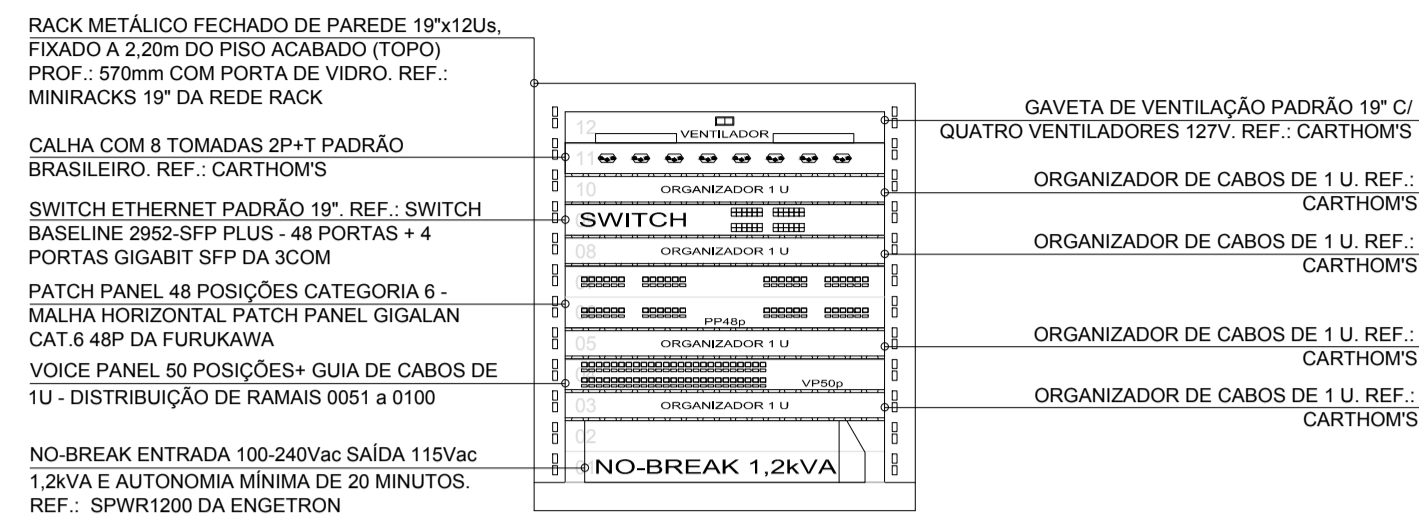 RACK METÁLICO FECHADO DE PAREDE 19"x12Us,
FIXADO A 2,20m DO PISO ACABADO (TOPO)
PROF.: 570mm COM PORTA DE VIDRO. REF.:
MINIRACKS 19" DA REDE RACK
CALHA COM 8 TOMADAS 2P+T PADRÃO
BRASILEIRO. REF.: CARTHOM'S
SWITCH ETHERNET PADRÃO 19". REF.: SWITCH
BASELINE 2952-SFP PLUS - 48 PORTAS + 4
PORTAS GIGABIT SFP DA 3COM
PATCH PANEL 48 POSIÇÕES CATEGORIA 6 -
MALHA HORIZONTAL PATCH PANEL GIGALAN
CAT.6 48P DA FURUKAWA
VOICE PANEL 50 POSIÇÕES+ GUIA DE CABOS DE
1U - DISTRIBUIÇÃO DE RAMAIS 0051 a 0100
NO-BREAK ENTRADA 100-240Vac SAÍDA 115Vac
1,2kVA E AUTONOMIA MÍNIMA DE 20 MINUTOS.
REF.: SPWR1200 DA ENGETRON
12
VENTILADOR
11
10 ORGANIZADOR 1 U
SWITCH
08 ORGANIZADOR 1 U
PP48p
05 ORGANIZADOR 1 U
VP50p
03 ORGANIZADOR 1 U
02
NO-BREAK 1,2kVA
GAVETA DE VENTILAÇÃO PADRÃO 19" C/
QUATRO VENTILADORES 127V. REF.: CARTHOM'S
ORGANIZADOR DE CABOS DE 1 U. REF.:
CARTHOM'S
ORGANIZADOR DE CABOS DE 1 U. REF.:
CARTHOM'S
ORGANIZADOR DE CABOS DE 1 U. REF.:
CARTHOM'S
ORGANIZADOR DE CABOS DE 1 U. REF.:
CARTHOM'S